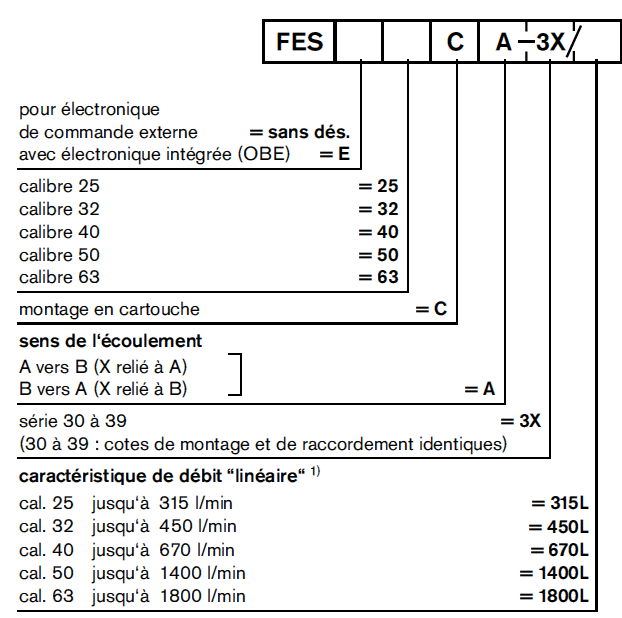 FES C A –3X/
pour électronique
de commande externe = sans dés.
avec électronique intégrée (OBE) = E
calibre 25 = 25
calibre 32 = 32
calibre 40 = 40
calibre 50 = 50
calibre 63 = 63
montage en cartouche = C
sens de l‘écoulement
A vers B (X relié à A)
B vers A (X relié à B) = A
série 30 à 39 = 3X
(30 à 39 : cotes de montage et de raccordement identiques)
caractéristique de débit “linéaire“ 1)
cal. 25 jusqu‘à 315 l/min = 315L
cal. 32 jusqu‘à 450 l/min = 450L
cal. 40 jusqu‘à 670 l/min = 670L
cal. 50 jusqu‘à 1400 l/min = 1400L
cal. 63 jusqu‘à 1800 l/min = 1800L